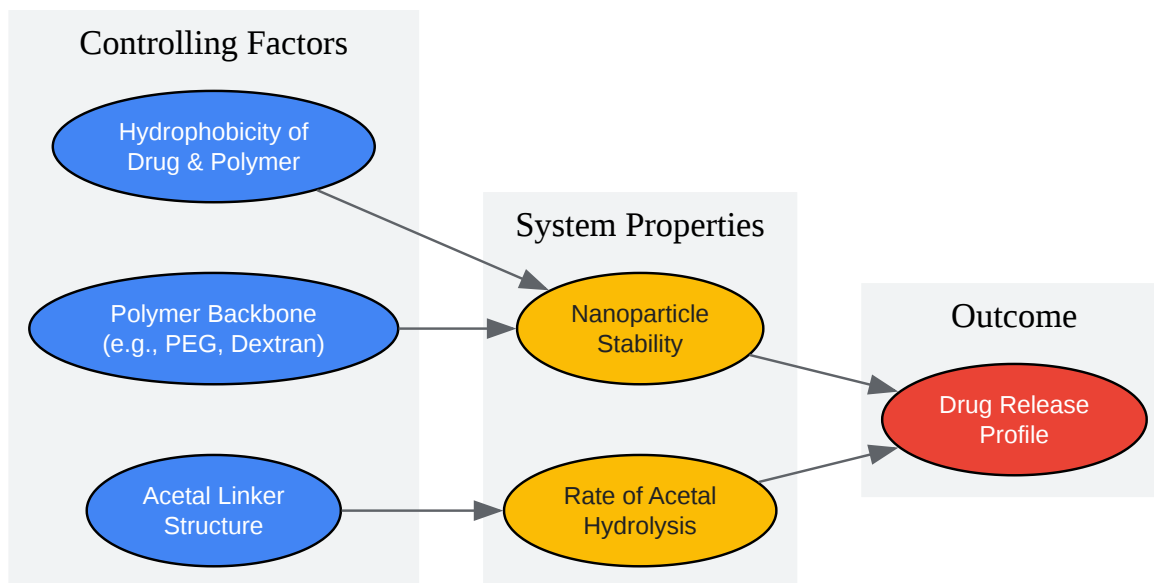 Controlling Factors
Hydrophobicity of
Drug & Polymer
Polymer Backbone
(e.g., PEG, Dextran)
Acetal Linker
Structure
System Properties
Nanoparticle
Stability
Rate of Acetal
Hydrolysis
Outcome
Drug Release
Profile